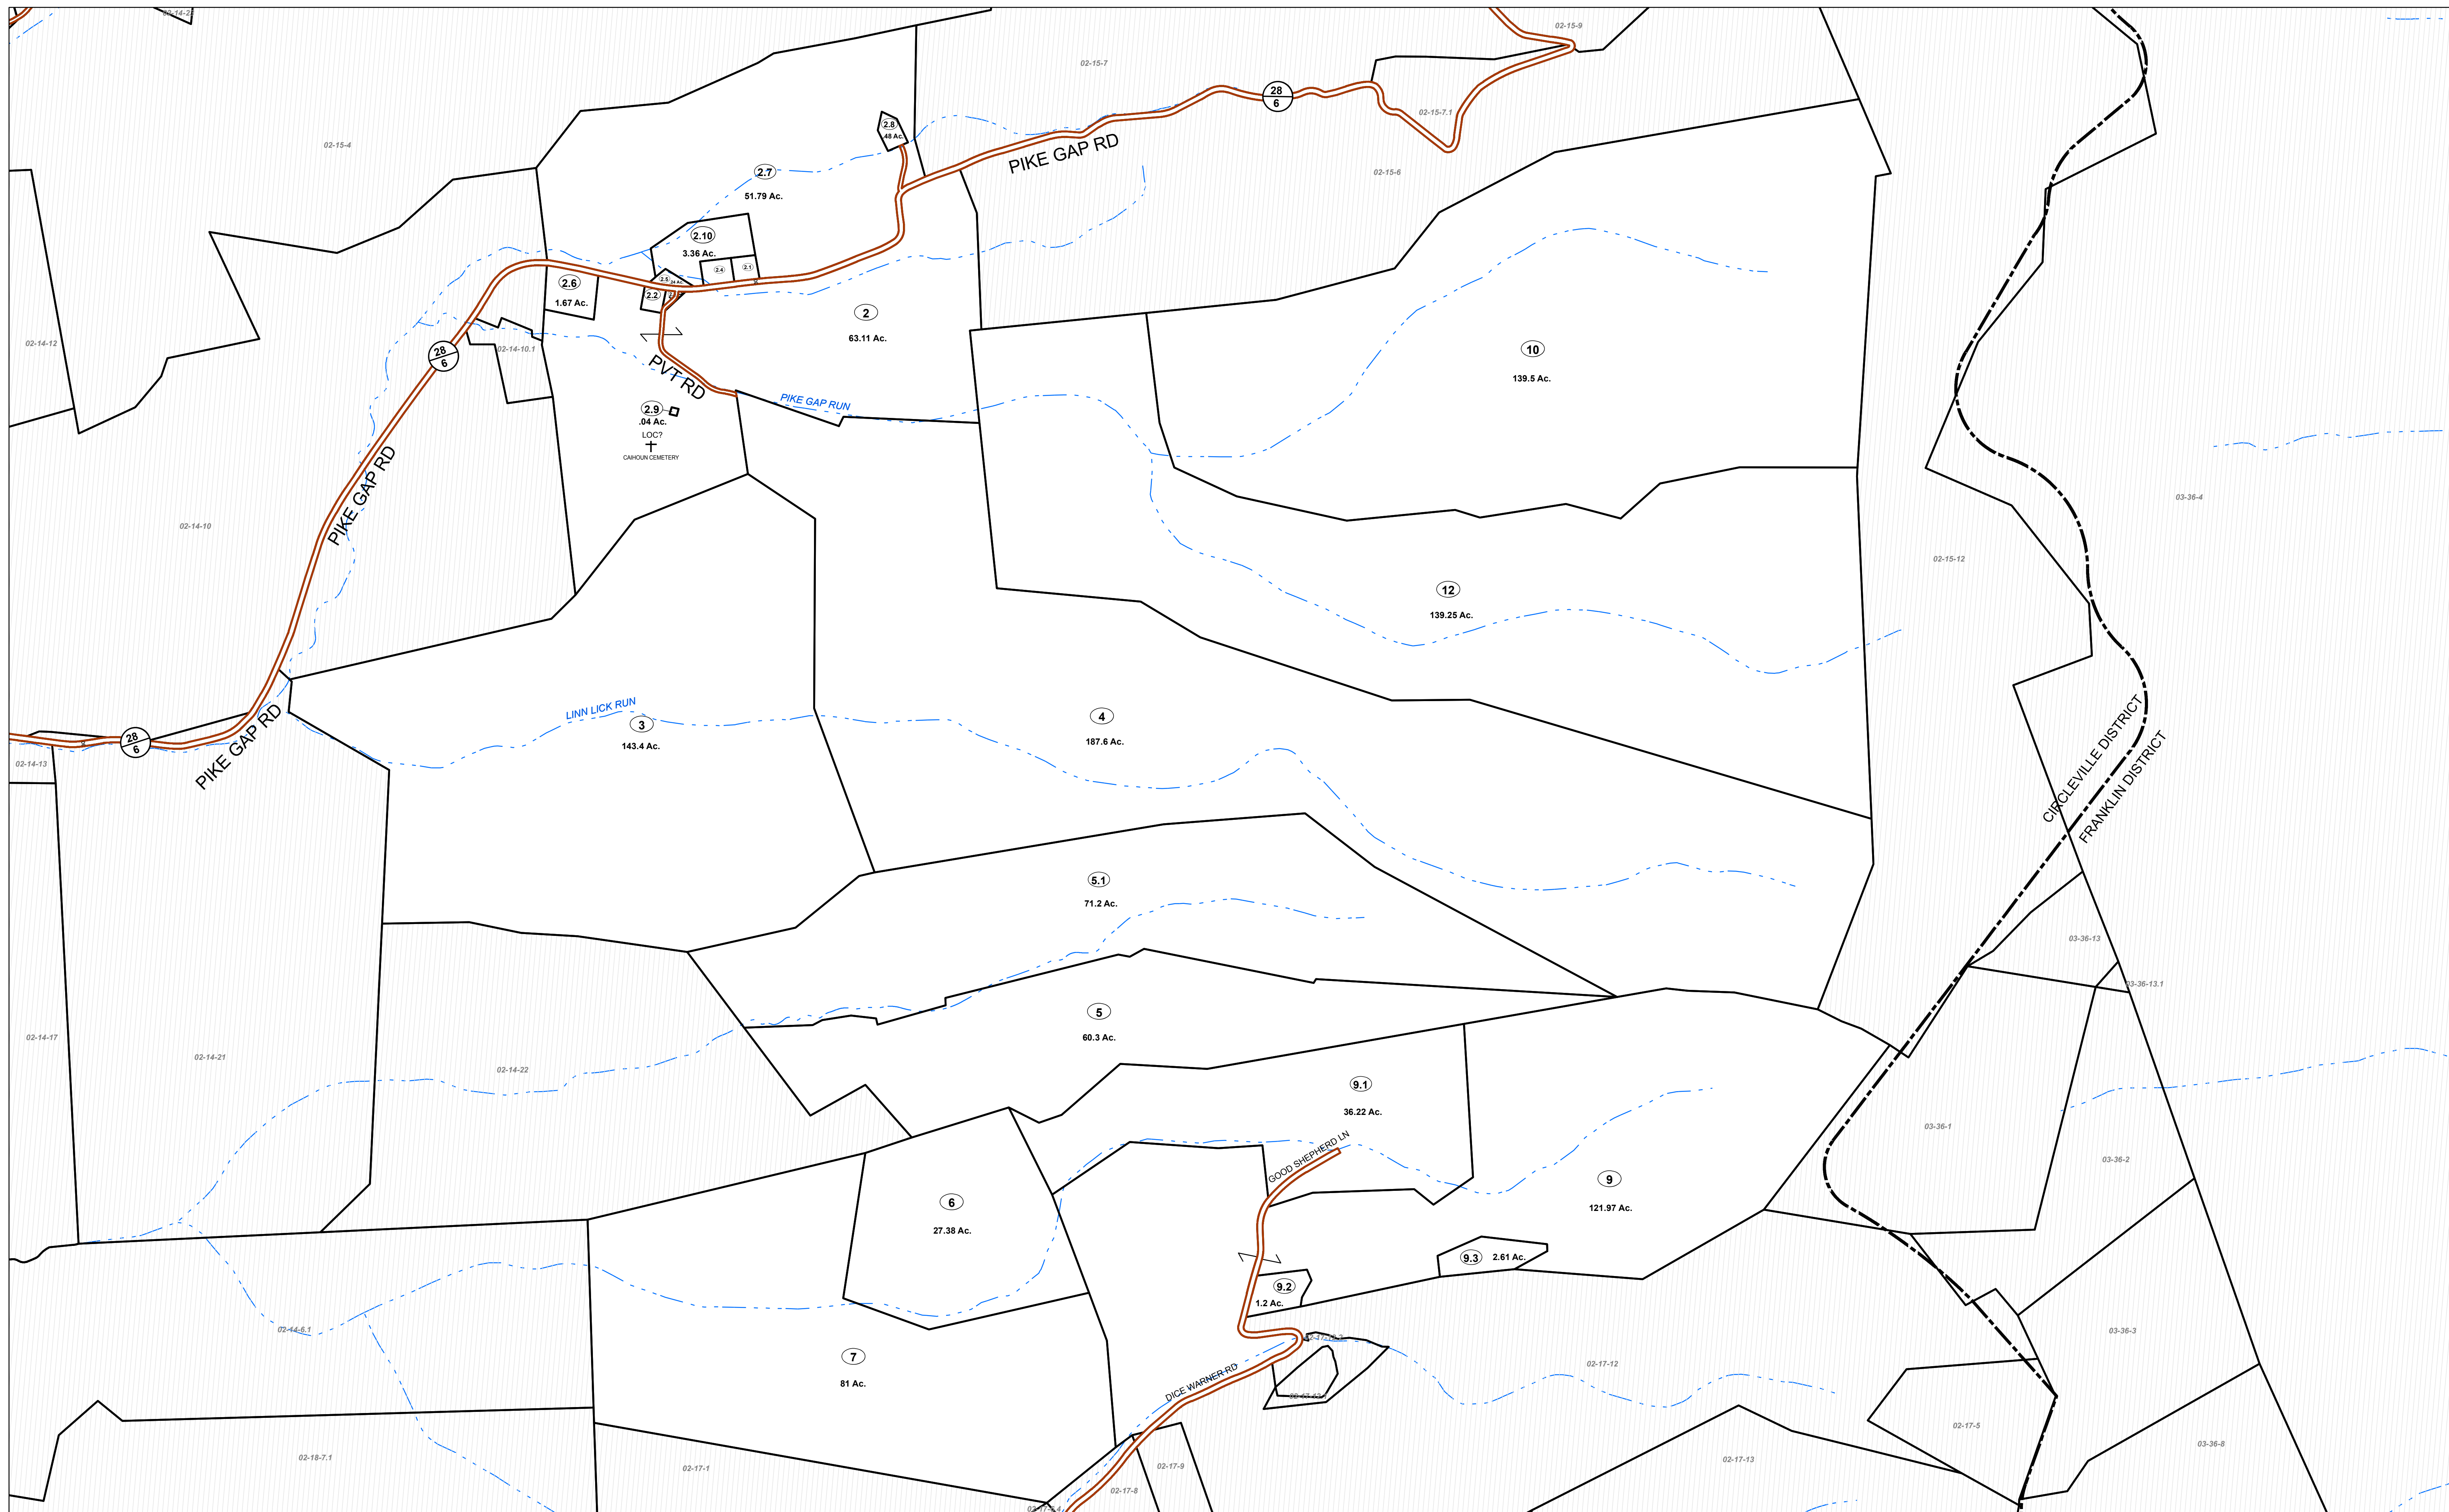 02-15-9
02-15-7
28
6
02-15-7.1
2.8
.48 Ac.
02-15-4
PIKE GAP RD
02-15-6
2.7
51.79 Ac.
2.10
3.36 Ac.
2.4
2.1
2.5
2.6
1.67 Ac.
2.2
2
63.11 Ac.
02-14-12
02-14-10.1
28
6
10
139.5 Ac.
PVT RD
PIKE GAP RUN
2.9
.04 Ac.
LOC?
CAIHOUN CEMETERY
PIKE GAP RD
02-14-10
03-36-4
02-15-12
12
139.25 Ac.
LINN LICK RUN
3
143.4 Ac.
4
187.6 Ac.
PIKE GAP RD
28
6
02-14-13
CIRCLEVILLE DISTRICT
FRANKLIN DISTRICT
5.1
71.2 Ac.
03-36-13
03-36-13.1
5
60.3 Ac.
02-14-17
02-14-21
02-14-22
9.1
36.22 Ac.
GOOD SHEPHERD LN
03-36-1
03-36-2
9
121.97 Ac.
6
27.38 Ac.
9.3
2.61 Ac.
9.2
1.2 Ac.
02-14-6.1
03-36-3
7
81 Ac.
DICE WARNER RD
02-17-12
02-17-5
02-18-7.1
02-17-1
02-17-9
02-17-13
03-36-8
02-17-8